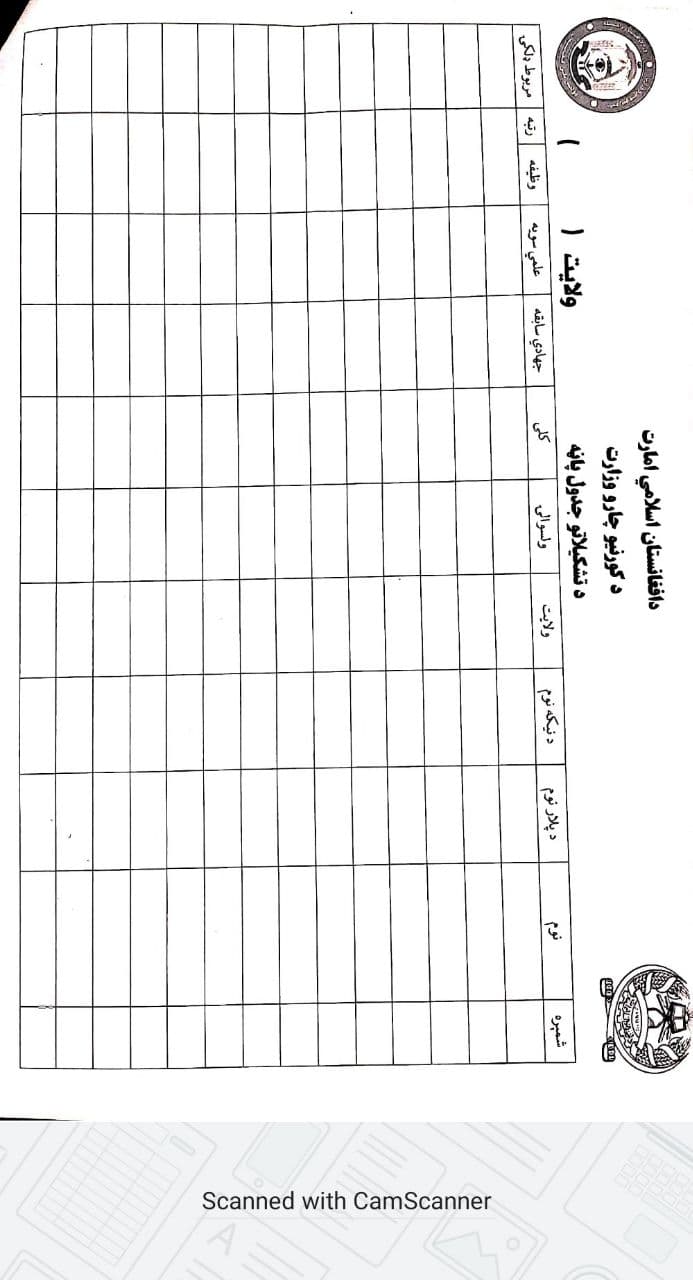 دافغانستان اسلامي امارت
د کورنیو چارو وزارت
د تشکیلاتو جدول پاڼه
ولایت (          )
شمېره نوم د پلار نوم د نیکه نوم ولایت ولسوالی کلی جهادي سابقه علمي سویه وظیفه رتبه مربوط ډلکی
Scanned with CamScanner